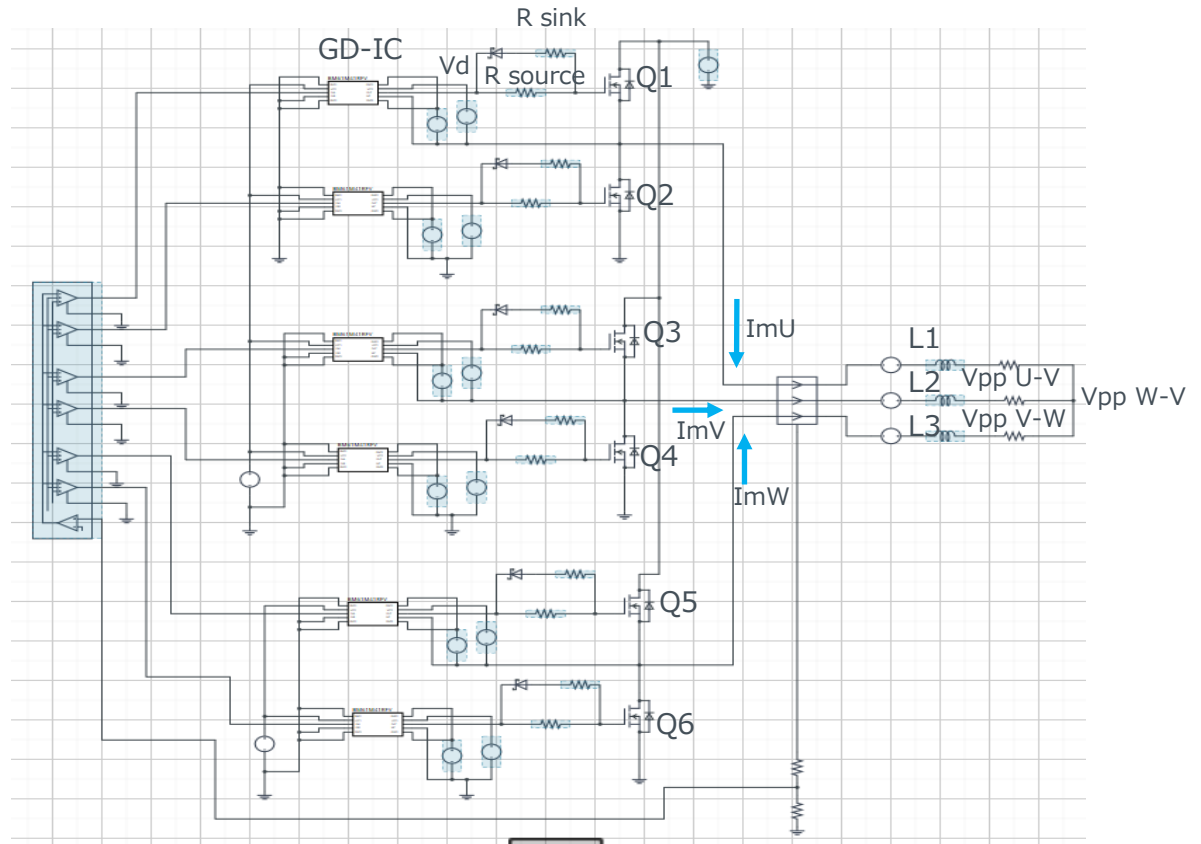 R sink
GD-IC
Vd
R source
Q1
Q2
Q3
ImU
L1
Vpp U-V
L2
Vpp W-V
Vpp V-W
L3
ImV
Q4
ImW
Q5
Q6